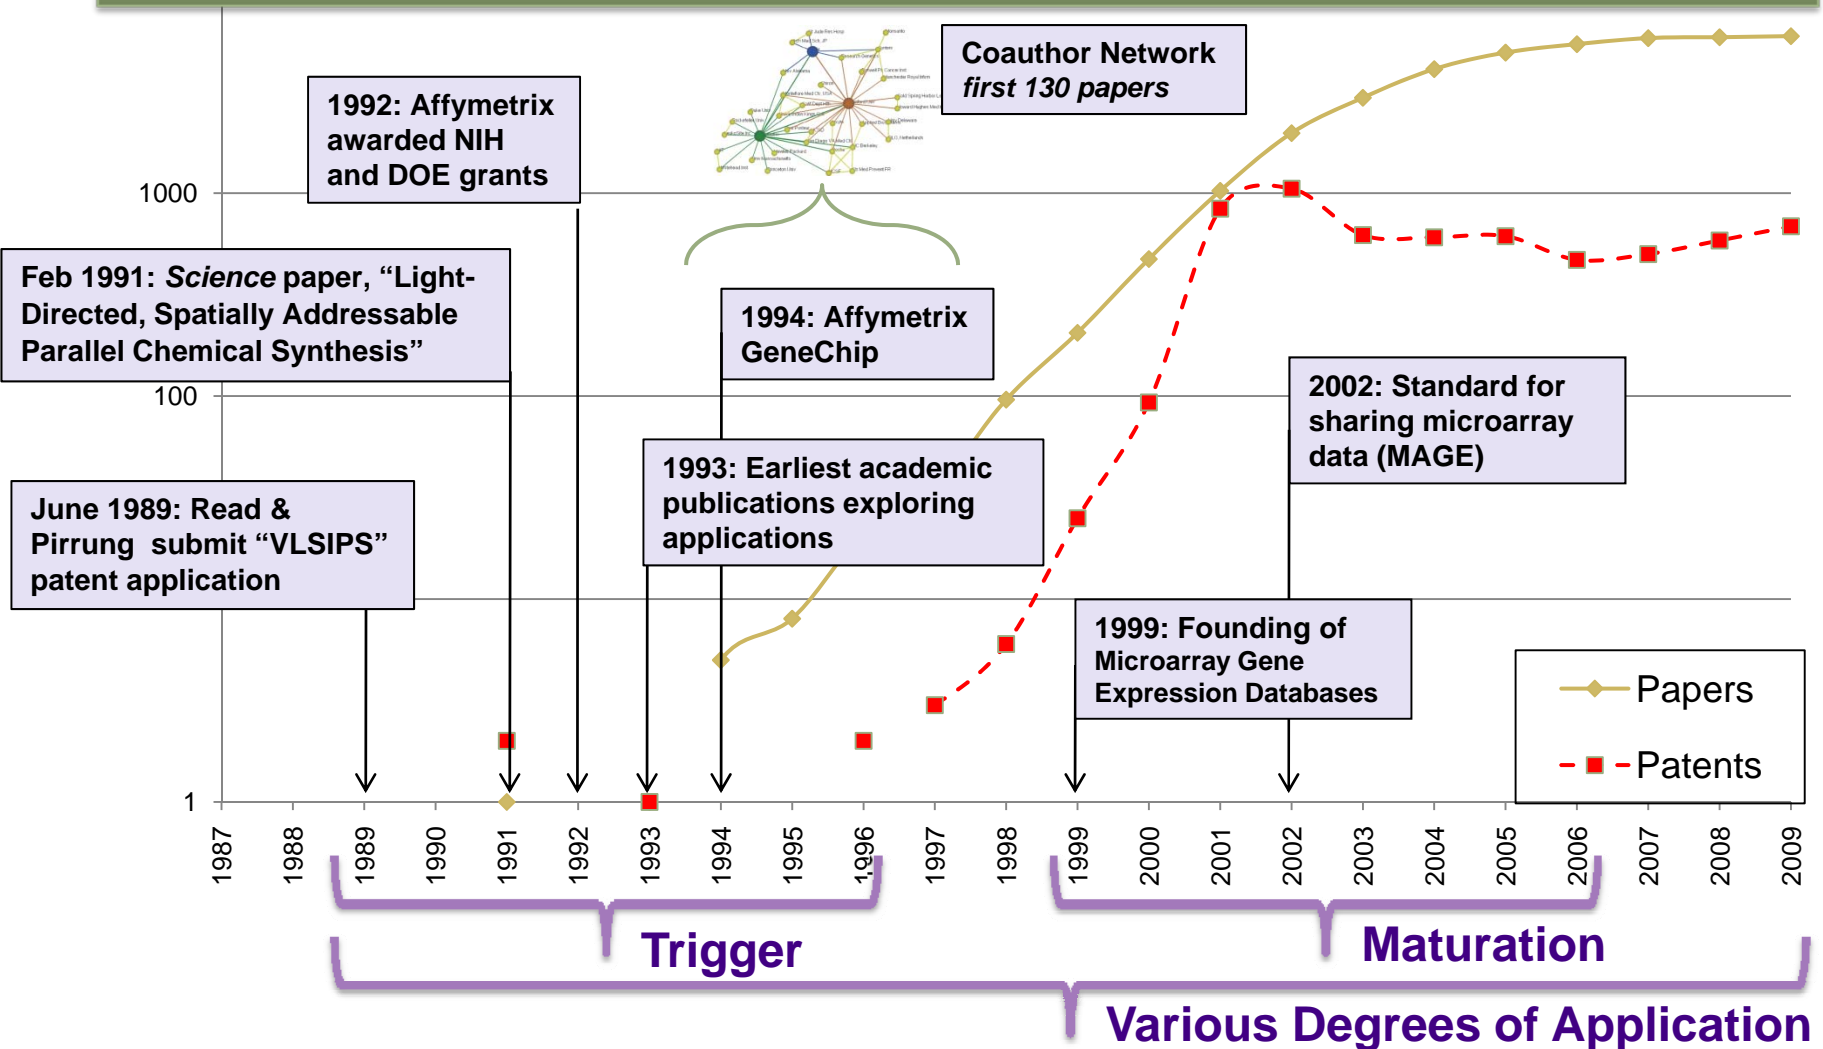 Coauthor Network
first 130 papers
1992: Affymetrix
awarded NIH
and DOE grants
1000
Feb 1991: Science paper, “Light-
Directed, Spatially Addressable
Parallel Chemical Synthesis”
1994: Affymetrix
GeneChip
100
2002: Standard for
sharing microarray
data (MAGE)
1993: Earliest academic
publications exploring
applications
June 1989: Read &
Pirrung submit “VLSIPS”
patent application
1999: Founding of
Microarray Gene
Expression Databases
Papers
Patents
1
1987
1988
1989
1990
1991
1992
1993
1994
1995
1996
1997
1998
1999
2000
2001
2002
2003
2004
2005
2006
2007
2008
2009
Trigger
Maturation
Various Degrees of Application